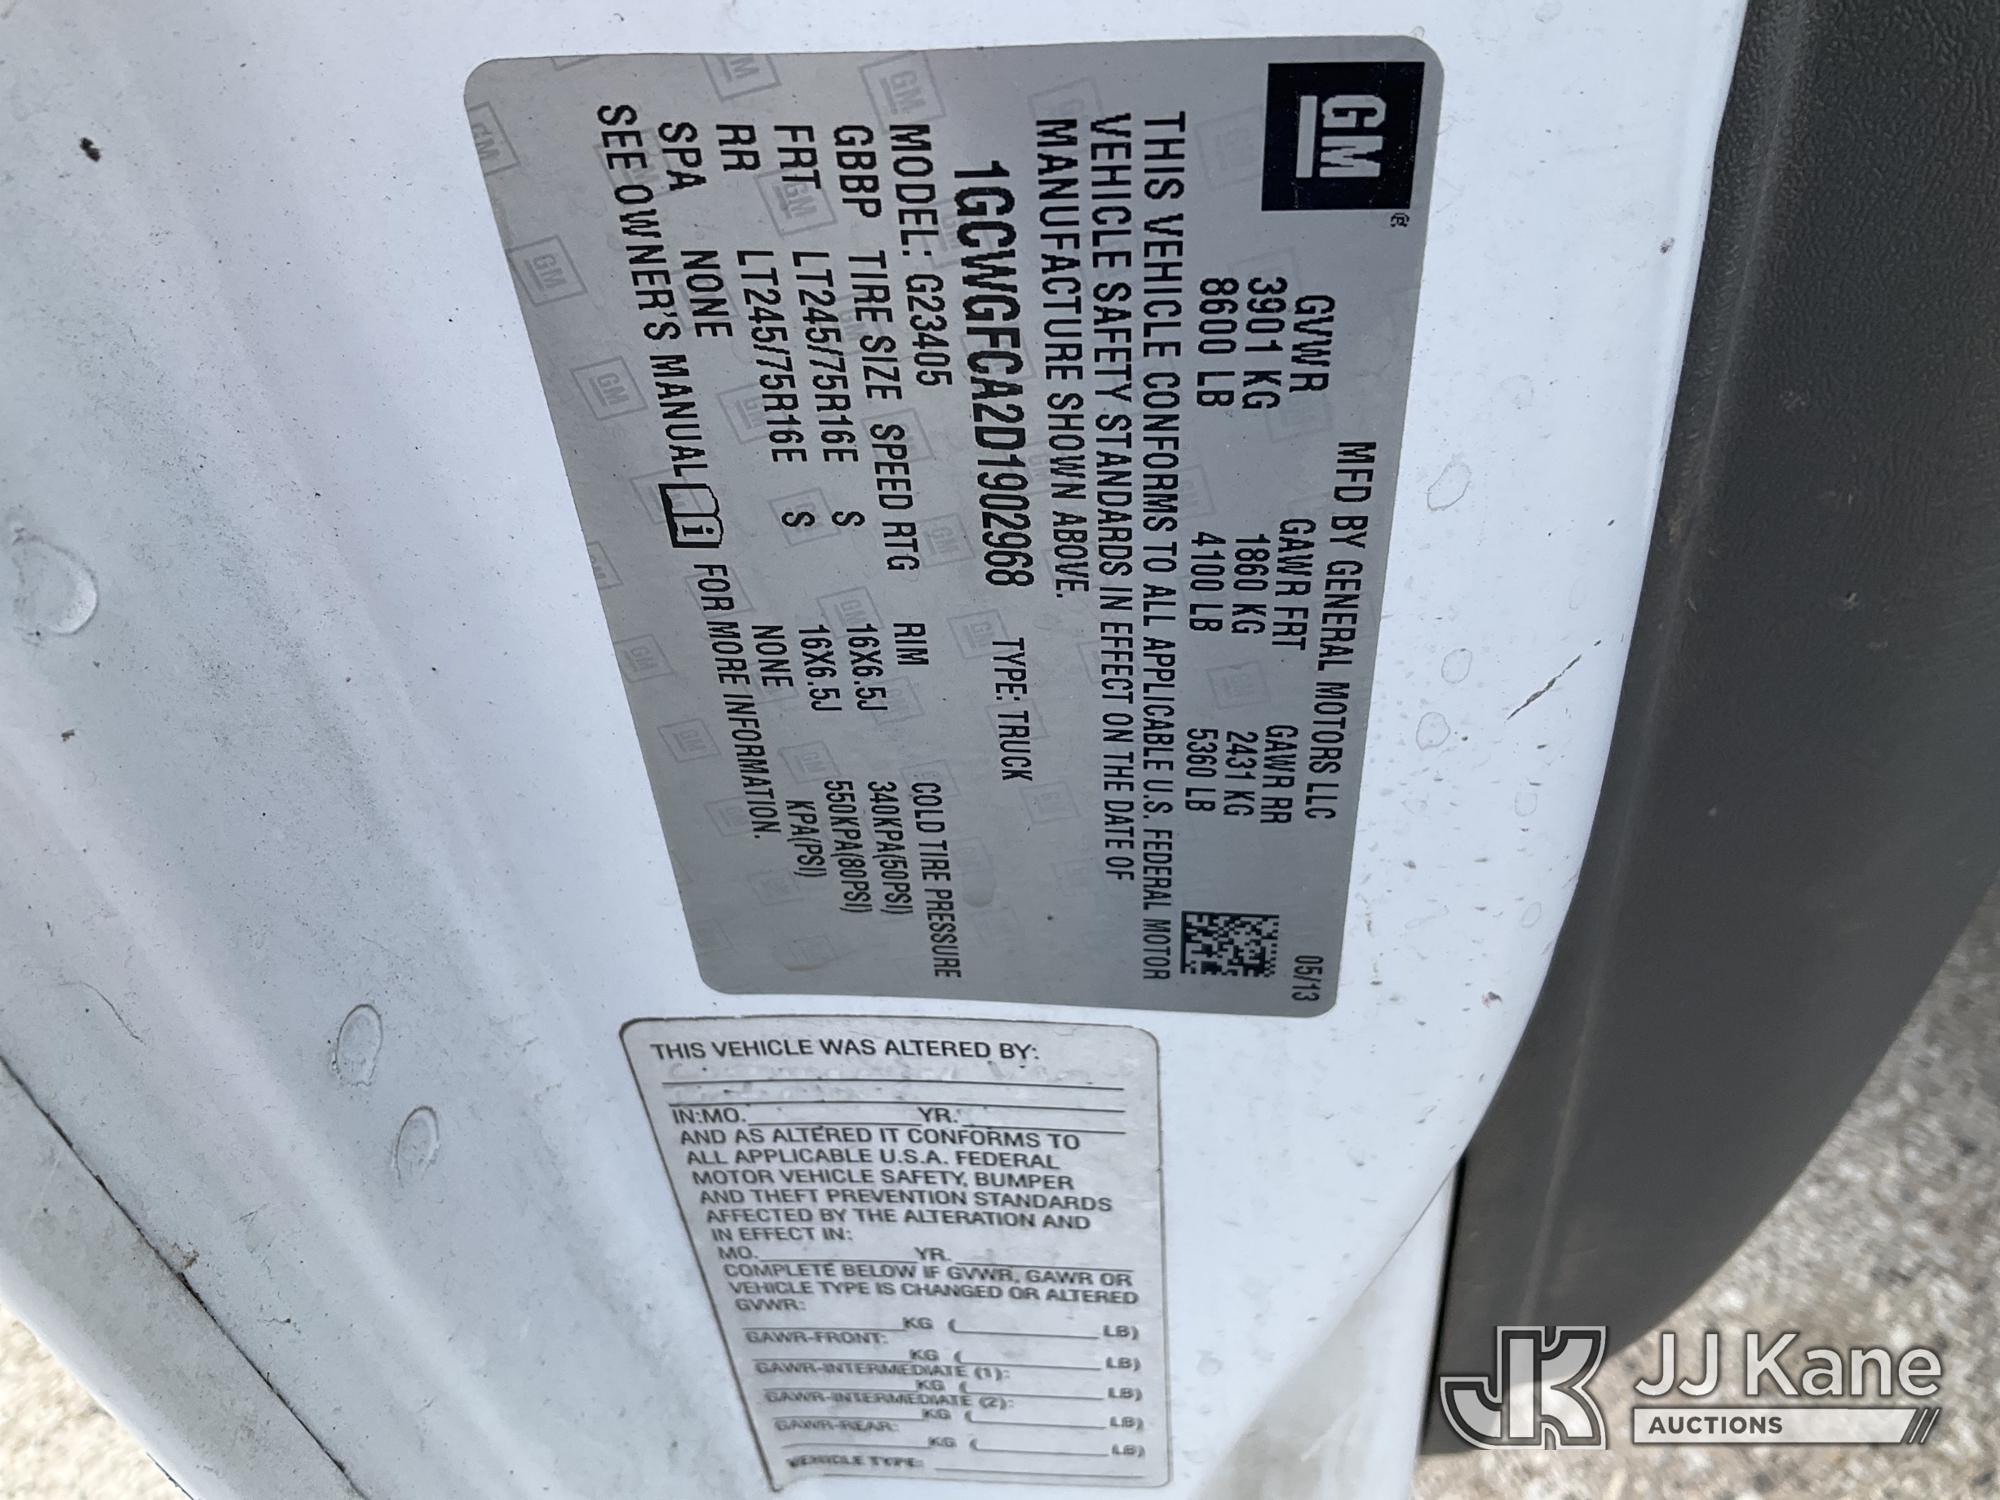 GM
MFD BY GENERAL MOTORS LLC 05/13
GVWR GAWR FRT GAWR RR
3901 KG 1860 KG 2431 KG
8600 LB 4100 LB 5360 LB
THIS VEHICLE CONFORMS TO ALL APPLICABLE U.S. FEDERAL MOTOR
VEHICLE SAFETY STANDARDS IN EFFECT ON THE DATE OF
MANUFACTURE SHOWN ABOVE.
1GCWGFCA2D1902968 TYPE: TRUCK
MODEL: G23405
GBBP TIRE SIZE SPEED RTG RIM COLD TIRE PRESSURE
FRT LT245/75R16E S 16X6.5J 340KPA(50PSI)
RR LT245/75R16E S 16X6.5J 550KPA(80PSI)
SPA NONE NONE KPA(PSI)
SEE OWNER'S MANUAL i FOR MORE INFORMATION.
THIS VEHICLE WAS ALTERED BY:
IN:MO. YR.
AND AS ALTERED IT CONFORMS TO
ALL APPLICABLE U.S.A. FEDERAL
MOTOR VEHICLE SAFETY, BUMPER
AND THEFT PREVENTION STANDARDS
AFFECTED BY THE ALTERATION AND
IN EFFECT IN:
MO. YR.
COMPLETE BELOW IF GVWR, GAWR OR
VEHICLE TYPE IS CHANGED OR ALTERED
GVWR:
KG ( LB)
GAWR-FRONT:
KG ( LB)
GAWR-INTERMEDIATE (1):
KG ( LB)
GAWR-INTERMEDIATE (2):
KG ( LB)
GAWR-REAR:
KG ( LB)
VEHICLE TYPE:
JK JJ Kane
AUCTIONS